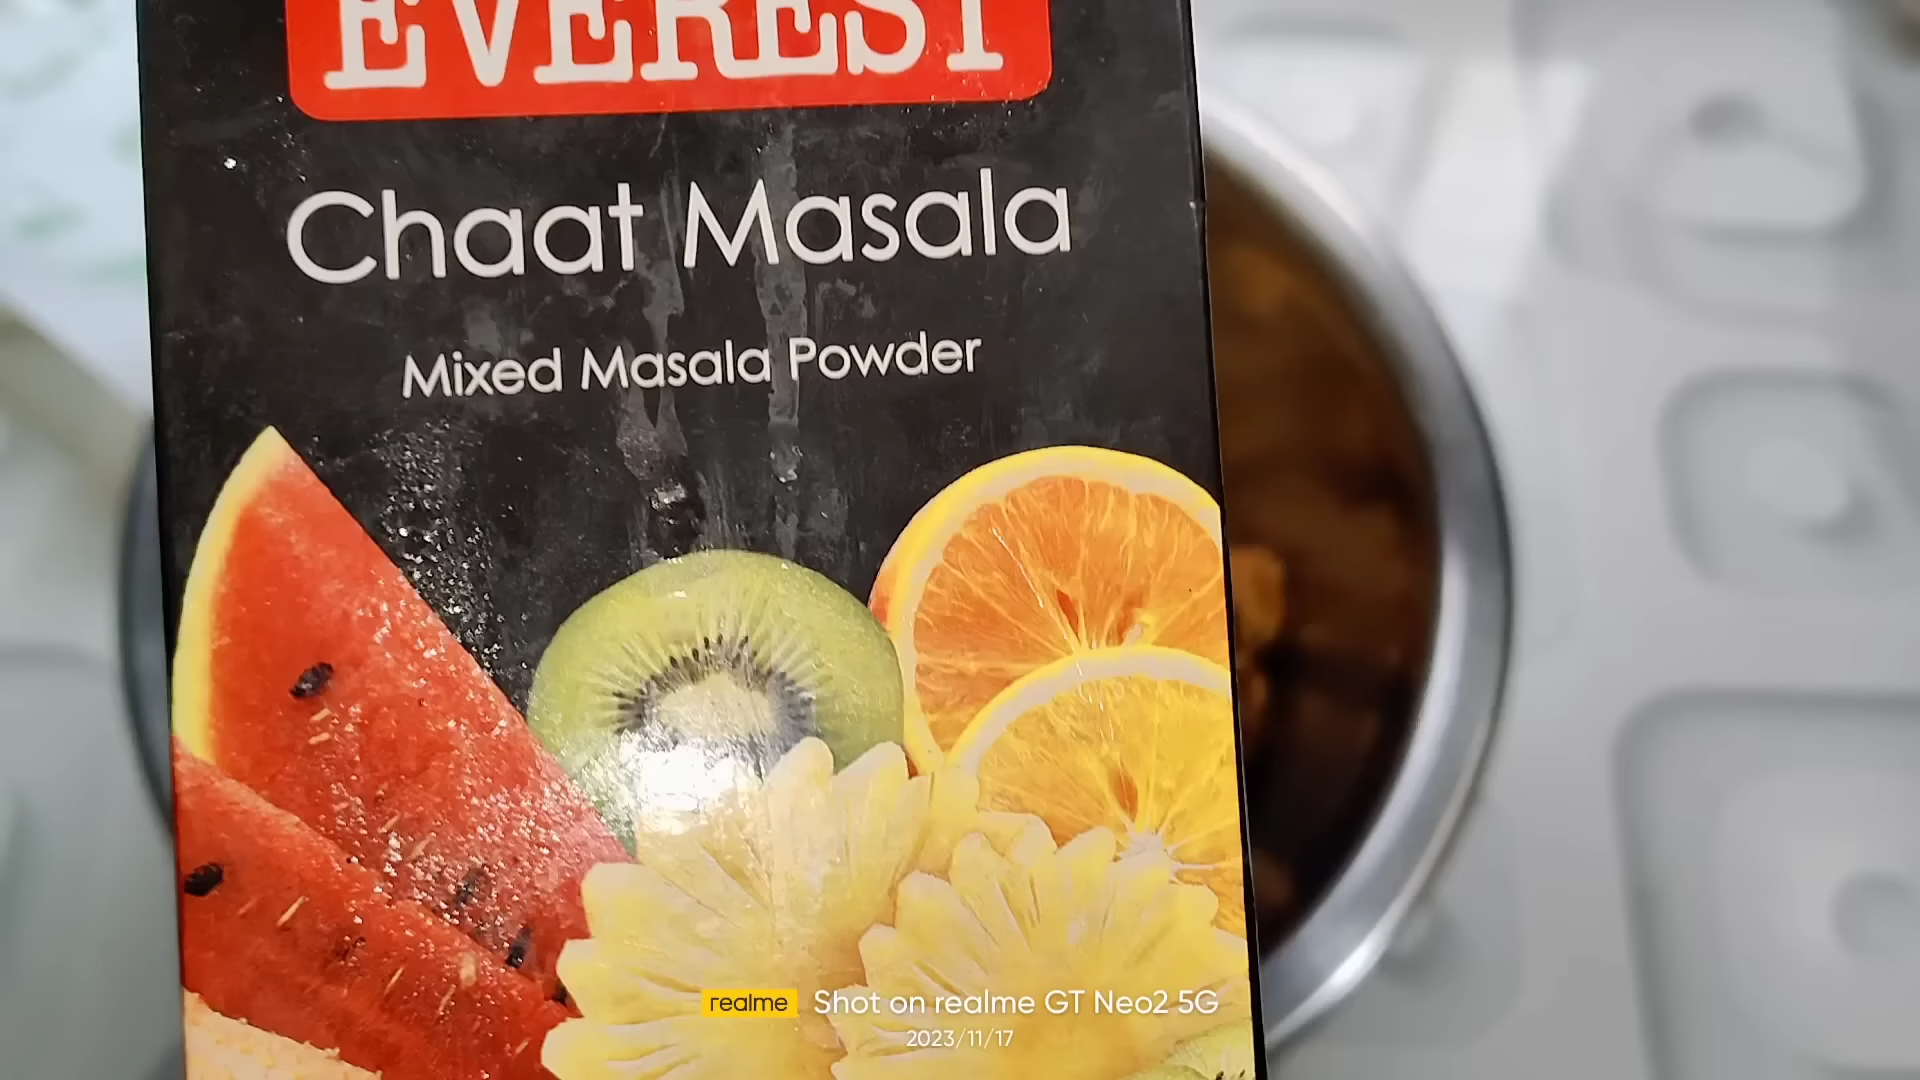 EVEREST
Chaat Masala
Mixed Masala Powder
realme Shot on realme GT Neo2 5G
2023/11/17